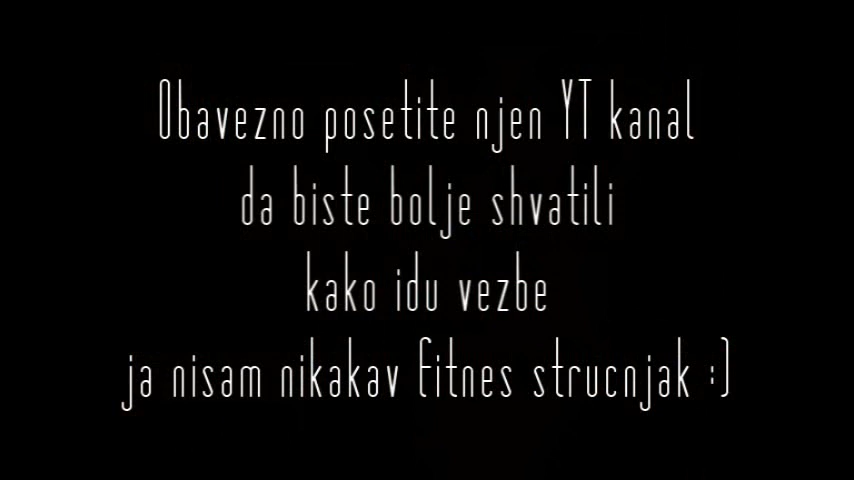 Obavezno posetite njen YT kanal
da biste bolje shvatili
kako idu vezbe
ja nisam nikakav fitnes strucnjak :)